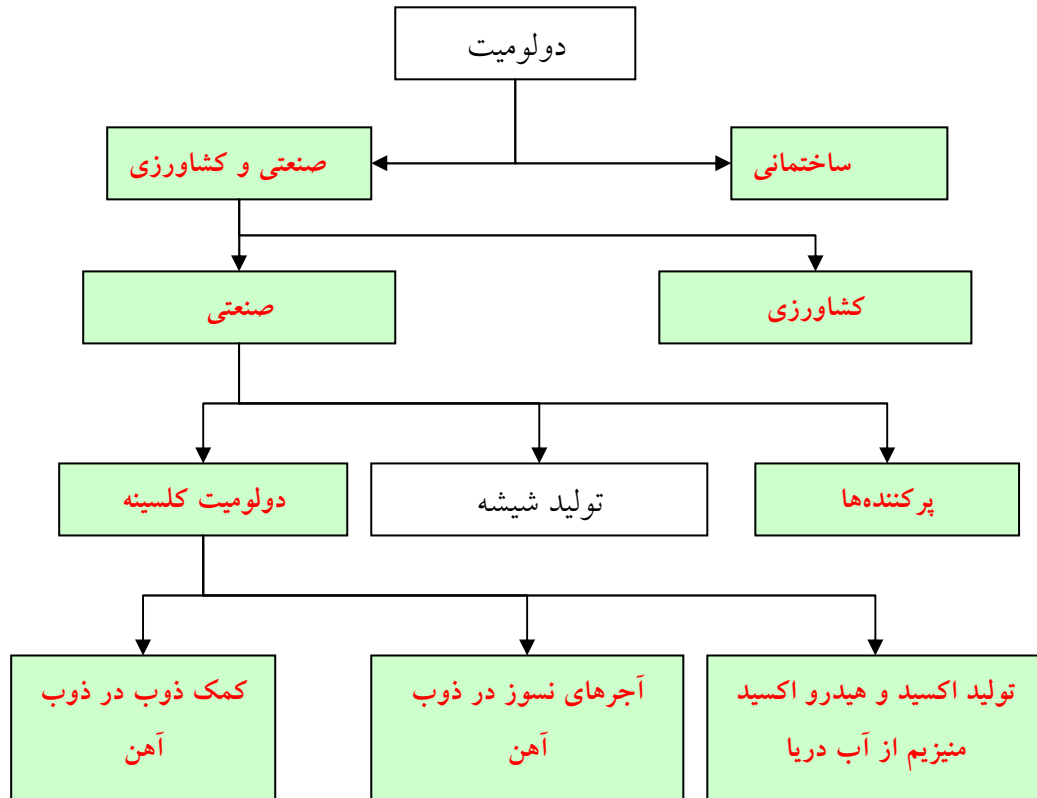 دولومیت
ساختمانی
صنعتی و کشاورزی
کشاورزی
صنعتی
پرکننده‌ها
تولید شیشه
دولومیت کلسینه
تولید اکسید و هیدرو اکسید
منیزیم از آب دریا
آجرهای نسوز در ذوب
آهن
کمک ذوب در ذوب
آهن